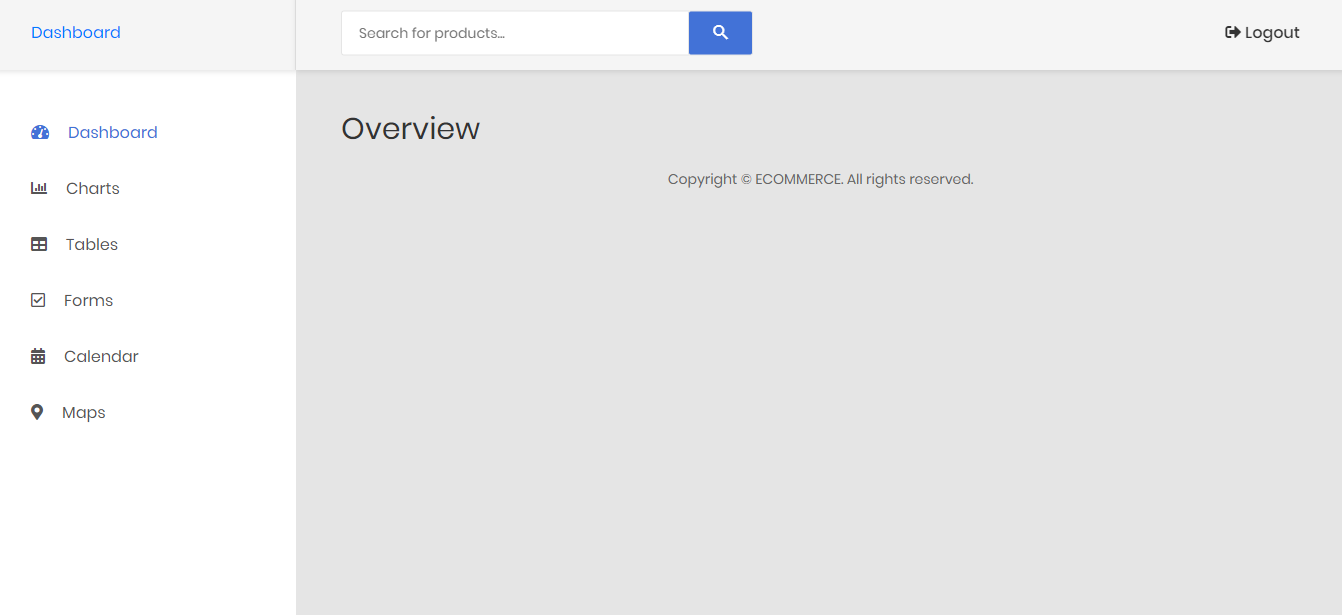 Dashboard
Search for products...
Logout
Dashboard
Charts
Tables
Forms
Calendar
Maps
Overview
Copyright © ECOMMERCE. All rights reserved.